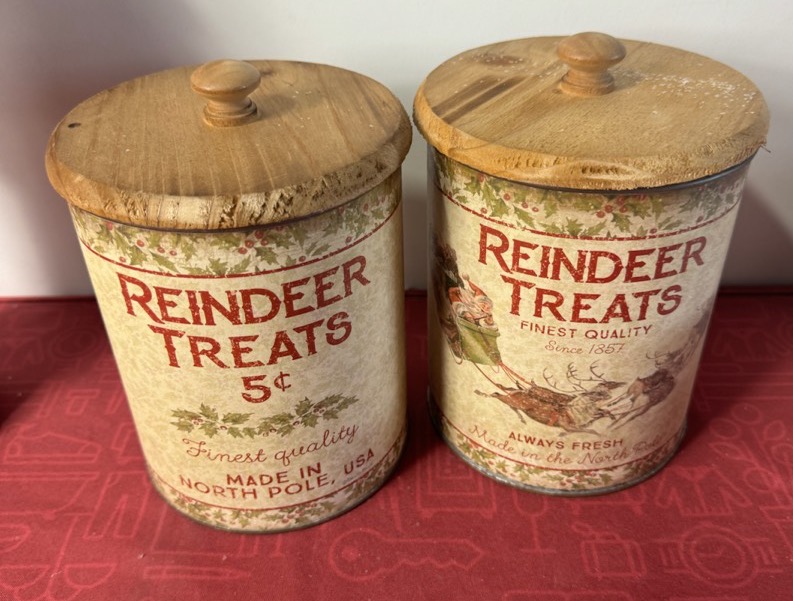 REINDEER
TREATS
5¢
Finest quality
MADE IN
NORTH POLE, USA
REINDEER
TREATS
FINEST QUALITY
Since 1857
ALWAYS FRESH
Made in the North Pole